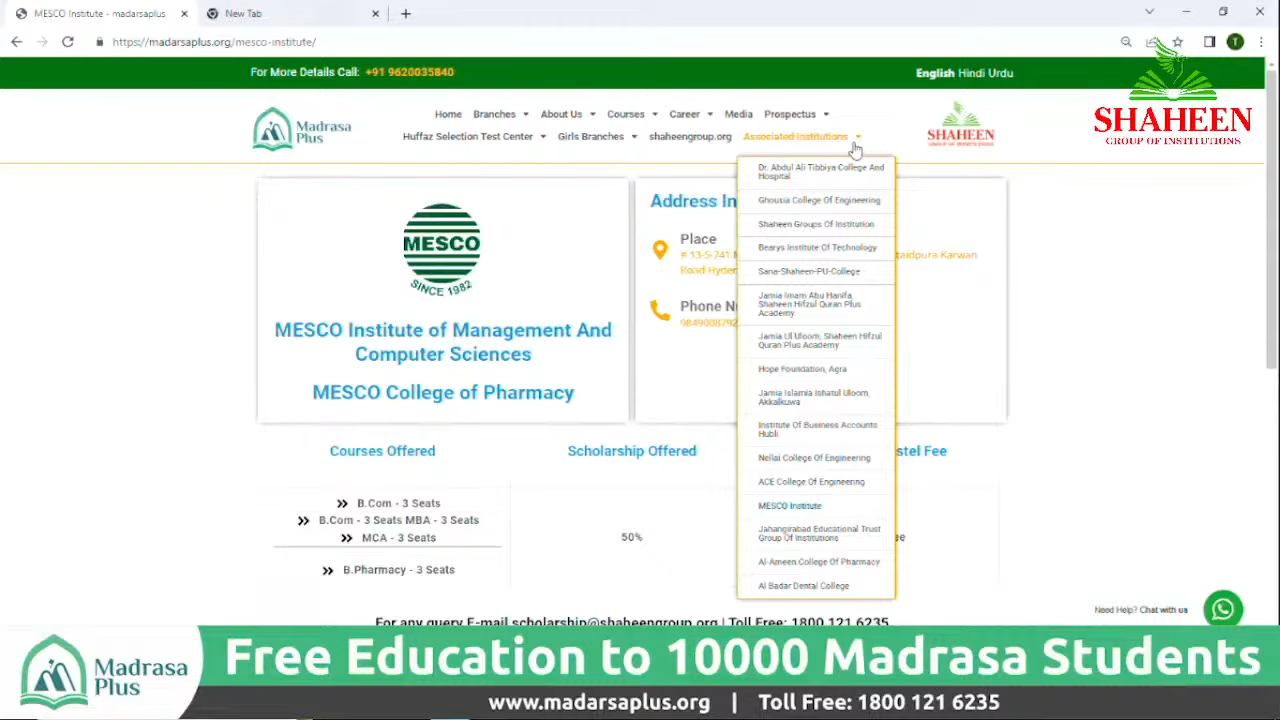 MESCO Institute - madarsaplus
New Tab
https://madarsaplus.org/mesco-institute/
T
For More Details Call: +91 9620035840
English Hindi Urdu
Madrasa
Plus
Home Branches About Us Courses Career Media Prospectus
Huffaz Selection Test Center Girls Branches shaheengroup.org Associated Institutions
SHAHEEN
SHAHEEN
GROUP OF INSTITUTIONS
Dr. Abdul Ali Tibbiya College And
Hospital
Ghousia College Of Engineering
Shaheen Groups Of Institution
Bearys Institute Of Technology
Sana-Shaheen-PU-College
Jamia Imam Abu Hanifa,
Shaheen Hifzul Quran Plus
Academy
Jamia Ul Uloom, Shaheen Hifzul
Quran Plus Academy
Hope Foundation, Agra
Jamia Islamia Ishatul Uloom,
Akkalkuwa
Institute Of Business Accounts
Hubli
Nellai College Of Engineering
ACE College Of Engineering
MESCO Institute
Jahangirabad Educational Trust
Group Of Institutions
Al-Ameen College Of Pharmacy
Al Badar Dental College
MESCO
SINCE 1982
MESCO Institute of Management And
Computer Sciences
MESCO College of Pharmacy
Address In
Place
# 13-5-741 taidpura Karwan
Road Hyder
Phone N
984900879
Courses Offered
Scholarship Offered
stel Fee
B.Com - 3 Seats
B.Com - 3 Seats MBA - 3 Seats
MCA - 3 Seats
B.Pharmacy - 3 Seats
50%
ee
For any query E-mail scholarship@shaheengroup.org | Toll Free: 1800 121 6235
Need Help? Chat with us
Madrasa
Plus
Free Education to 10000 Madrasa Students
www.madarsaplus.org | Toll Free: 1800 121 6235